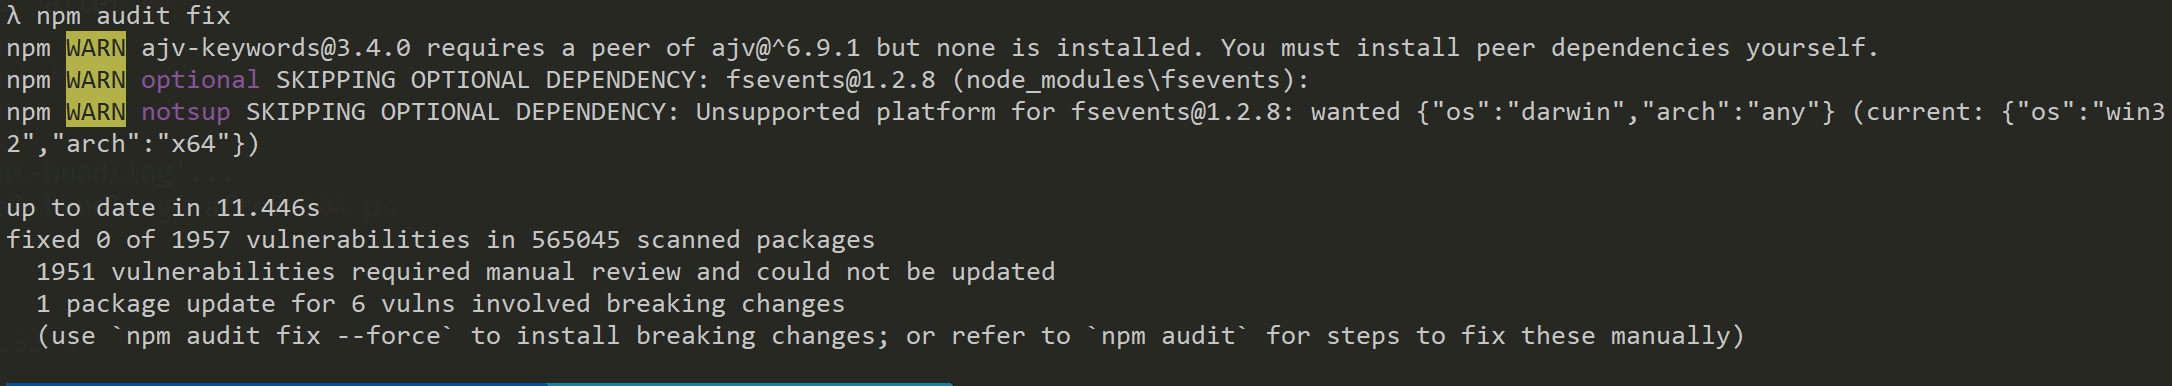 λ npm audit fix
npm WARN ajv-keywords@3.4.0 requires a peer of ajv@^6.9.1 but none is installed. You must install peer dependencies yourself.
npm WARN optional SKIPPING OPTIONAL DEPENDENCY: fsevents@1.2.8 (node_modules\fsevents):
npm WARN notsup SKIPPING OPTIONAL DEPENDENCY: Unsupported platform for fsevents@1.2.8: wanted {"os":"darwin","arch":"any"} (current: {"os":"win3
2","arch":"x64"})
al-bundling'...
up to date in 11.446s
fixed 0 of 1957 vulnerabilities in 565045 scanned packages
  1951 vulnerabilities required manual review and could not be updated
  1 package update for 6 vulns involved breaking changes
  (use `npm audit fix --force` to install breaking changes; or refer to `npm audit` for steps to fix these manually)